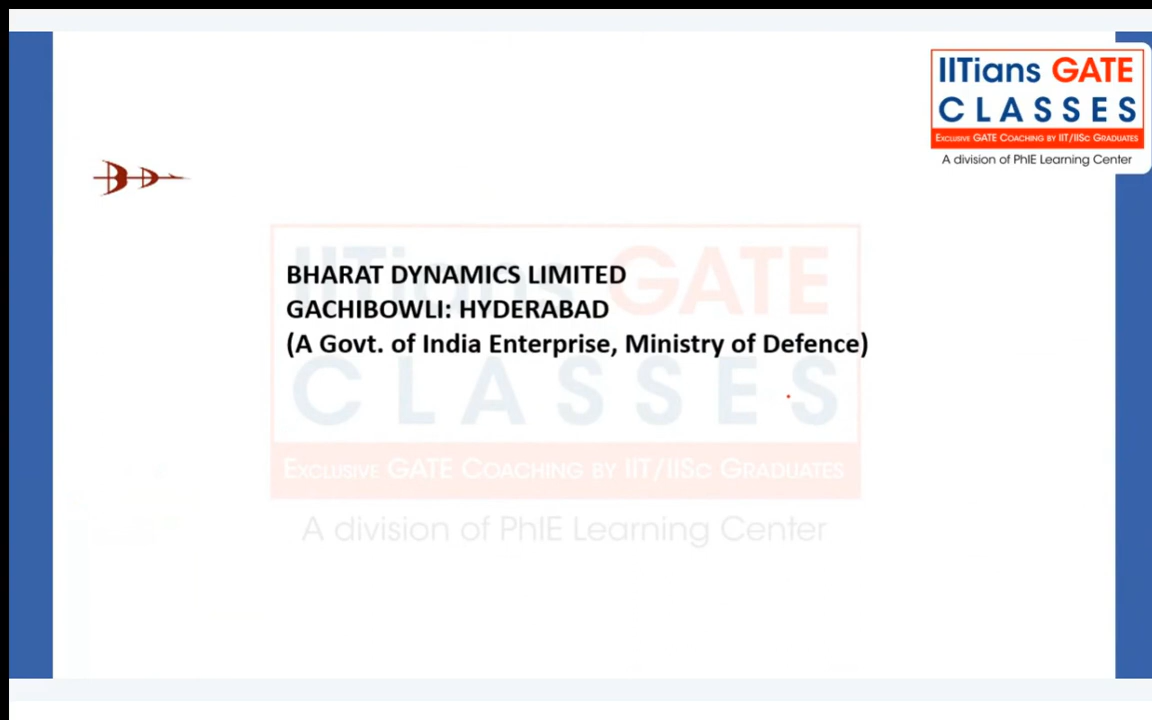 IITians GATE
CLASSES
EXCLUSIVE GATE COACHING BY IIT/IISC GRADUATES
A division of PhIE Learning Center
BHARAT DYNAMICS LIMITED
GACHIBOWLI: HYDERABAD
(A Govt. of India Enterprise, Ministry of Defence)
IITians GATE
CLASSES
EXCLUSIVE GATE COACHING BY IIT/IISC GRADUATES
A division of PhIE Learning Center